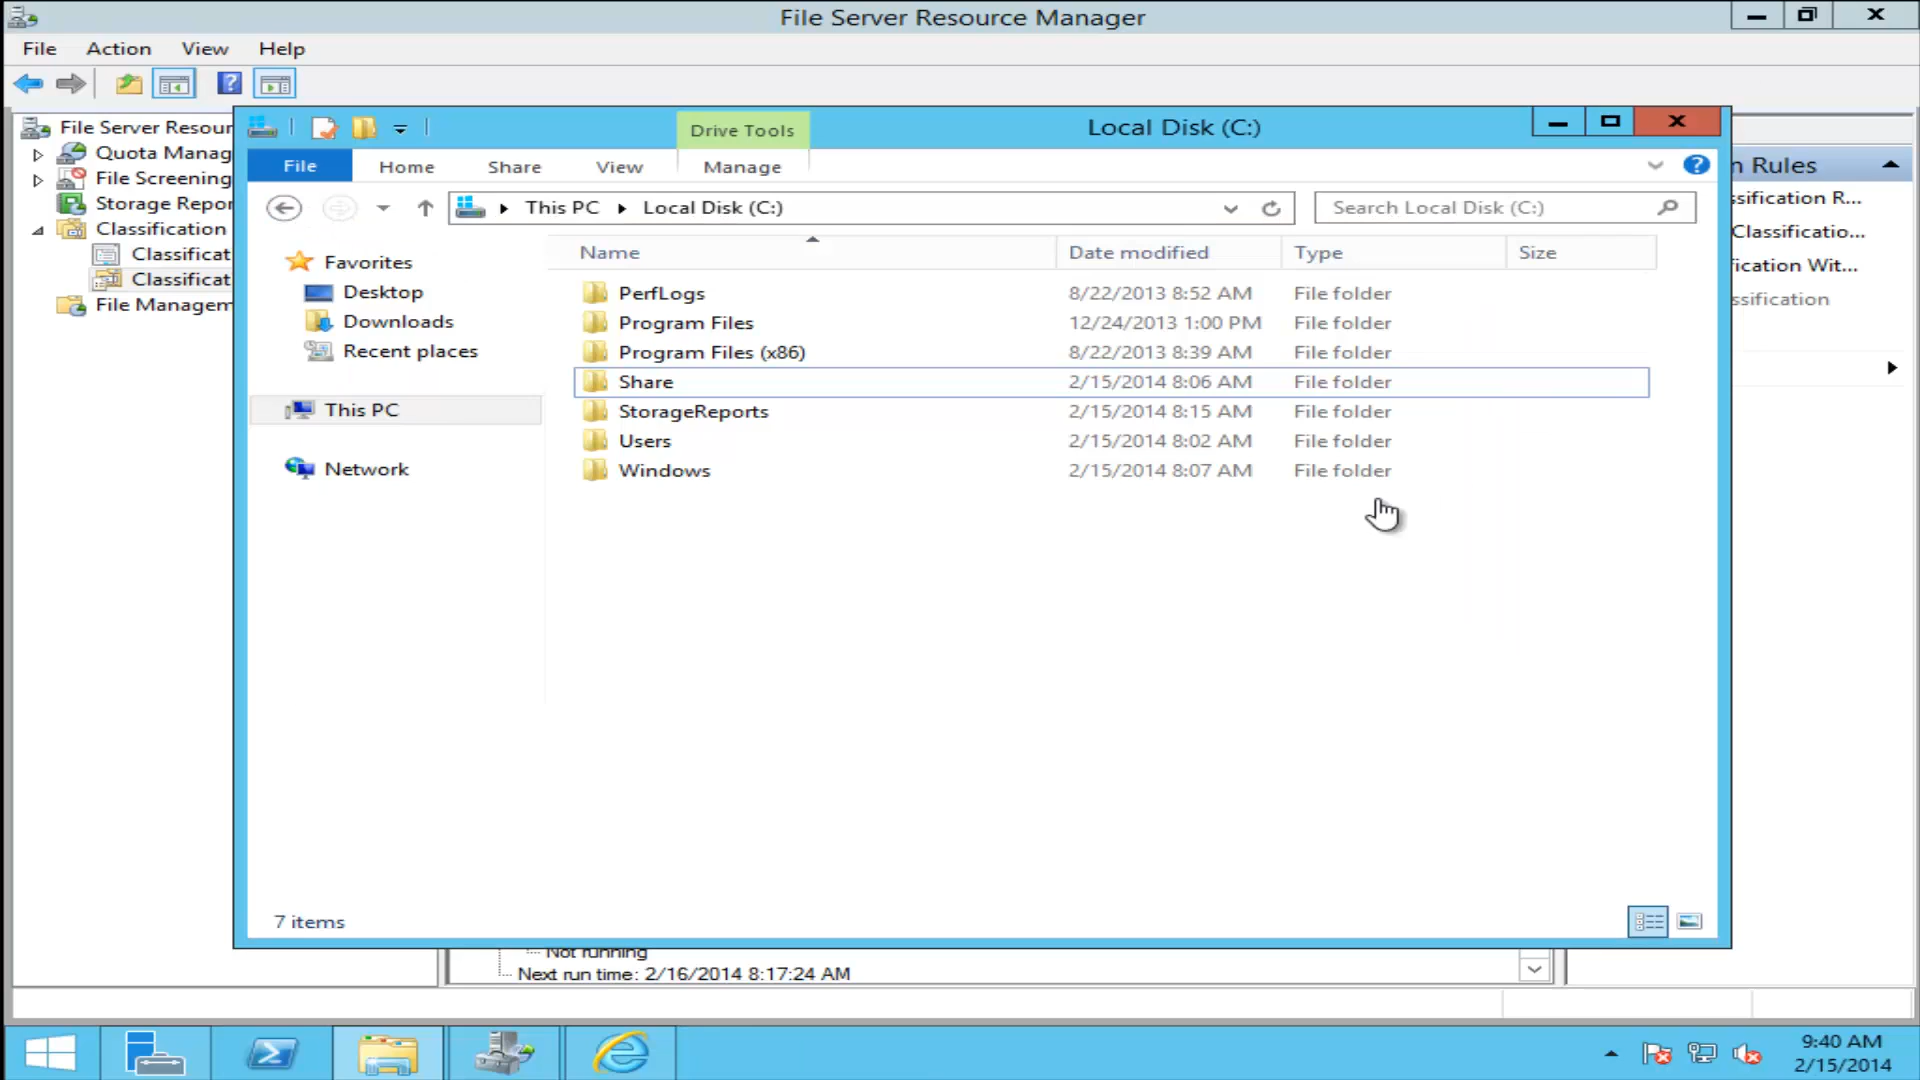 File Server Resource Manager
File Action View Help
File Server Resour
Quota Manag
File Screening
Storage Repor
Classification
Classificat
Classificat
File Managem
Drive Tools
Local Disk (C:)
File Home Share View Manage
This PC Local Disk (C:)
Search Local Disk (C:)
Favorites
Desktop
Downloads
Recent places
This PC
Network
Name Date modified Type Size
PerfLogs 8/22/2013 8:52 AM File folder
Program Files 12/24/2013 1:00 PM File folder
Program Files (x86) 8/22/2013 8:39 AM File folder
Share 2/15/2014 8:06 AM File folder
StorageReports 2/15/2014 8:15 AM File folder
Users 2/15/2014 8:02 AM File folder
Windows 2/15/2014 8:07 AM File folder
7 items
n Rules
ssification R...
Classificatio...
fication Wit...
ssification
Not running
Next run time: 2/16/2014 8:17:24 AM
9:40 AM
2/15/2014